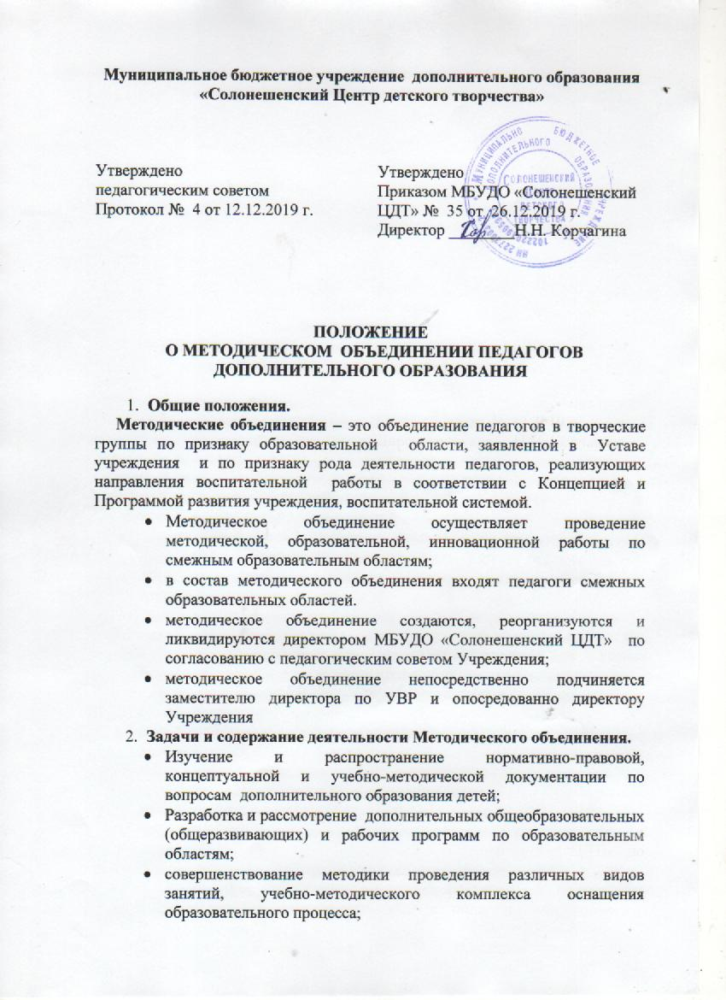 Муниципальное бюджетное учреждение дополнительного образования
«Солонешенский Центр детского творчества»
Утверждено
педагогическим советом
Протокол № 4 от 12.12.2019 г.
Утверждено
Приказом МБУДО «Солонешенский
ЦДТ» № 35 от 26.12.2019 г.
Директор ________Н.Н. Корчагина
ПОЛОЖЕНИЕ
О МЕТОДИЧЕСКОМ ОБЪЕДИНЕНИИ ПЕДАГОГОВ
ДОПОЛНИТЕЛЬНОГО ОБРАЗОВАНИЯ
1. Общие положения.
Методические объединения – это объединение педагогов в творческие
группы по признаку образовательной области, заявленной в Уставе
учреждения и по признаку рода деятельности педагогов, реализующих
направления воспитательной работы в соответствии с Концепцией и
Программой развития учреждения, воспитательной системой.
• Методическое объединение осуществляет проведение
методической, образовательной, инновационной работы по
смежным образовательным областям;
• в состав методического объединения входят педагоги смежных
образовательных областей.
• методическое объединение создаются, реорганизуются и
ликвидируются директором МБУДО «Солонешенский ЦДТ» по
согласованию с педагогическим советом Учреждения;
• методическое объединение непосредственно подчиняется
заместителю директора по УВР и опосредованно директору
Учреждения
2. Задачи и содержание деятельности Методического объединения.
• Изучение и распространение нормативно-правовой,
концептуальной и учебно-методической документации по
вопросам дополнительного образования детей;
• Разработка и рассмотрение дополнительных общеобразовательных
(общеразвивающих) и рабочих программ по образовательным
областям;
• совершенствование методики проведения различных видов
занятий, учебно-методического комплекса оснащения
образовательного процесса;